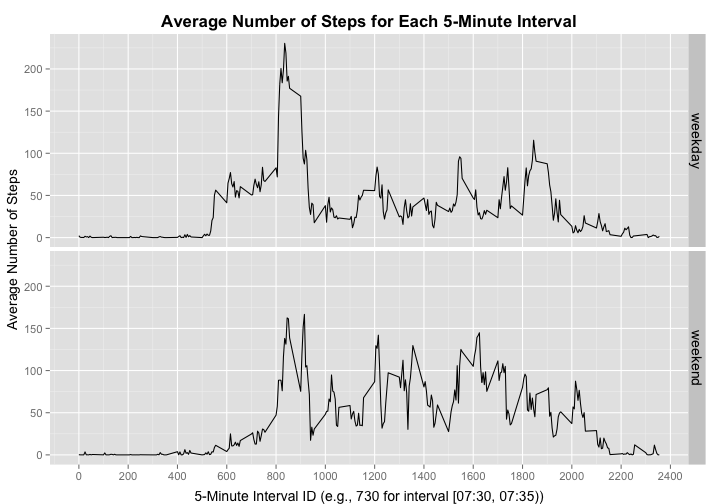 Average Number of Steps for Each 5-Minute Interval
200
150
100
50
0
weekday
200
150
100
50
0
weekend
Average Number of Steps
0 200 400 600 800 1000 1200 1400 1600 1800 2000 2200 2400
5-Minute Interval ID (e.g., 730 for interval [07:30, 07:35))